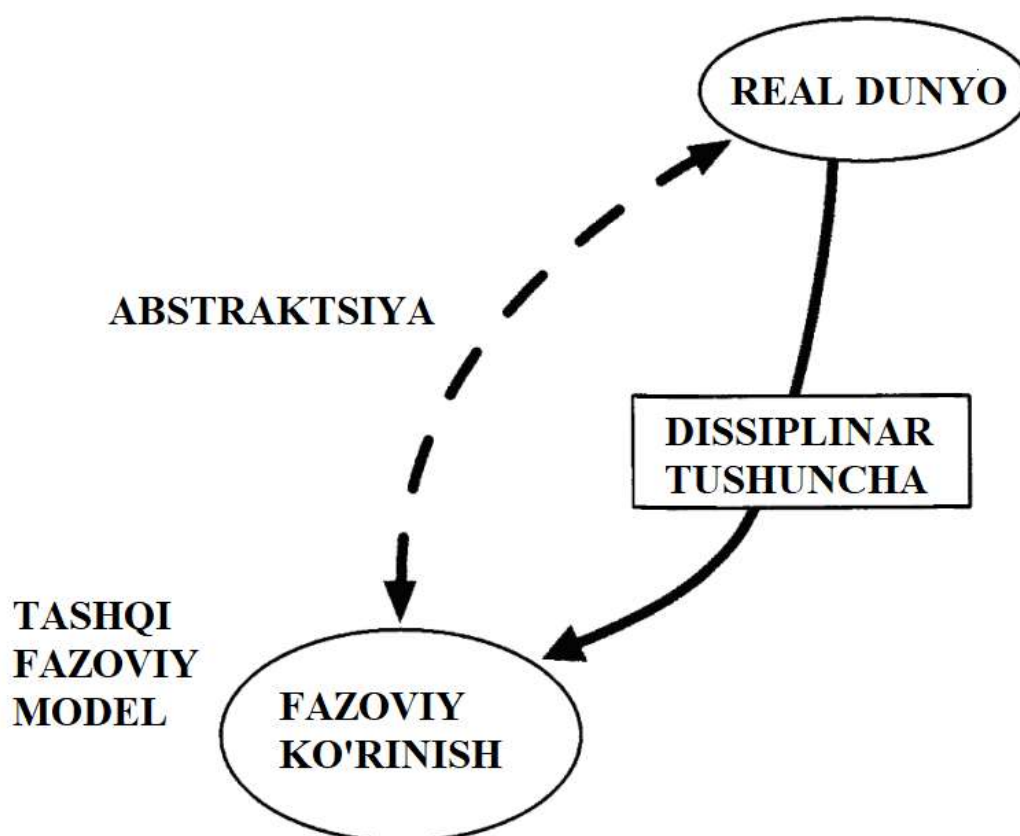 REAL DUNYO
ABSTRAKTSIYA
DISSIPLINAR
TUSHUNCHA
TASHQI
FAZOVIY
MODEL
FAZOVIY
KO'RINISH